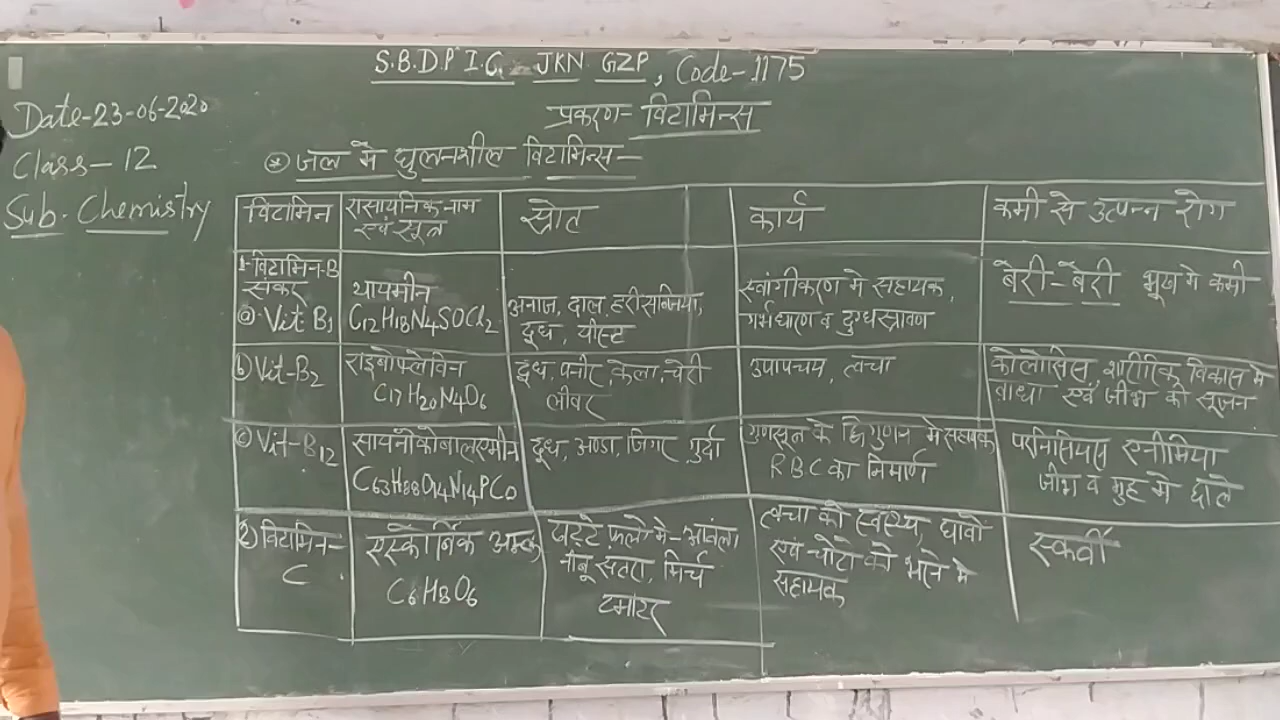 S.B.D.P I.C. JKN GZP, Code-1175
Date-23-06-2020
प्रकरण- विटामिन्स
Class- 12
Sub. Chemistry
* जल मे घुलनशील विटामिन्स-
विटामिन
रासायनिक नाम
एवं सूत्र
स्रोत
कार्य
कमी से उत्पन्न रोग
1-विटामिन-B
संकर
ⓐ Vit B₁
थायमीन
C₁₂H₁₈N₄SOCl₂
अनाज, दाल, हरी सब्जिया,
दूध, यीस्ट
स्वांगीकरण मे सहायक,
गर्भधारण व दुग्धस्त्रावण
बैरी-बैरी भूख मे कमी
ⓑ Vit-B₂
राइबोफ्लेविन
C₁₇H₂₀N₄O₆
दूध, पनीर, केला, चेरी
लीवर
उपापचय, त्वचा
कीलोसिस, शारीरिक विकास मे
बाधा एवं जीभ की सूजन
ⓒ Vit-B₁₂
सायनोकोबालएमीन
C₆₃H₈₈O₁₄N₁₄PCO
दूध, अण्डा, जिगर, गुर्दा
गुणसूत्र के द्विगुणन मे सहायक
RBC का निर्माण
परनिसियस एनीमिया
जीभ व मुह मे छाले
2) विटामिन-
C
एस्कोर्निक अम्ल
C₆H₈O₆
खट्टे फलो मे - आवंला
नीबू संतरा, मिर्च
टमाटर
त्वचा को स्वस्थ्य, घावो
एवं चोटो को भरने मे
सहायक
स्कर्वी